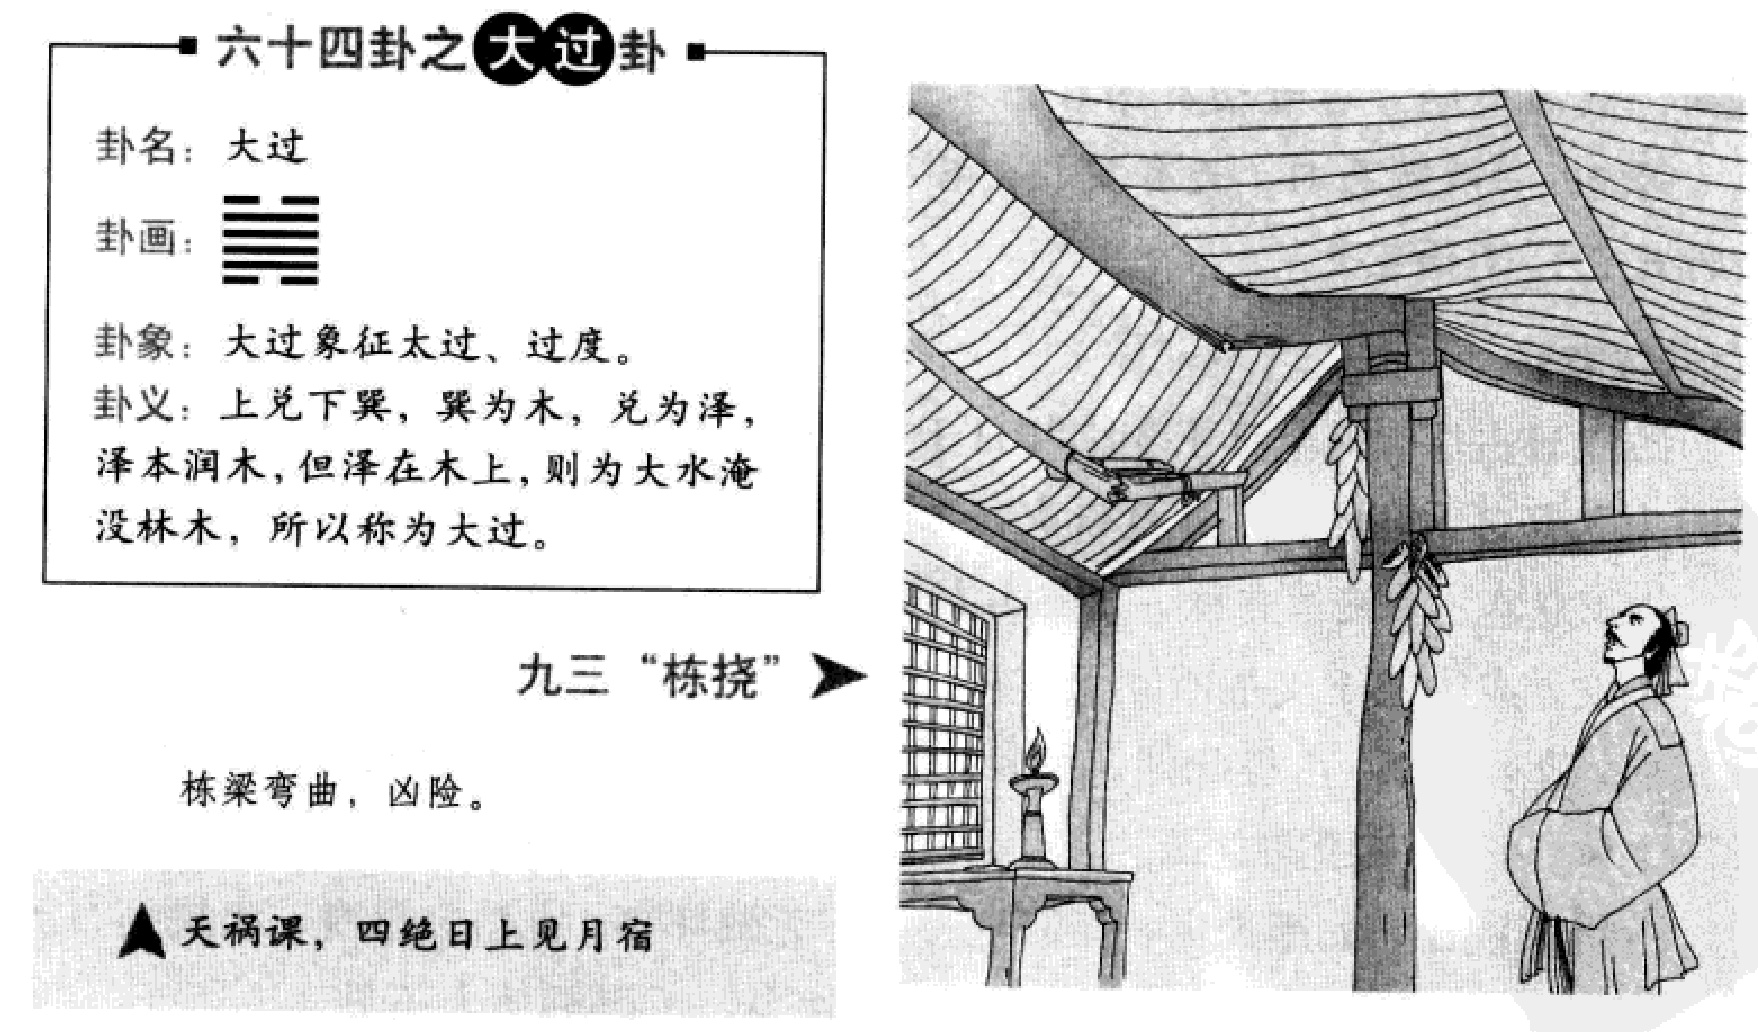 六十四卦之大过卦
卦名：大过
卦画：
卦象：大过象征太过、过度。
卦义：上兑下巽，巽为木，兑为泽，
泽本润木，但泽在木上，则为大水淹
没林木，所以称为大过。
九三“栋挠”
栋梁弯曲，凶险。
天祸课，四绝日上见月宿